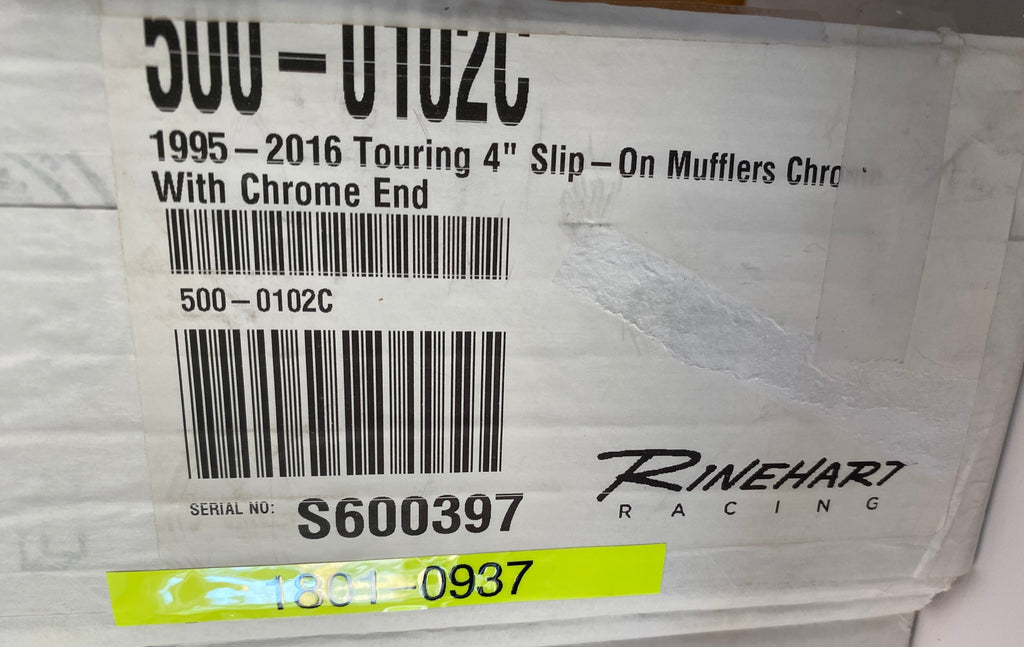 500-0102C
1995-2016 Touring 4" Slip-On Mufflers Chro
With Chrome End
500-0102C
SERIAL NO: S600397
RINEHART
RACING
1801-0937